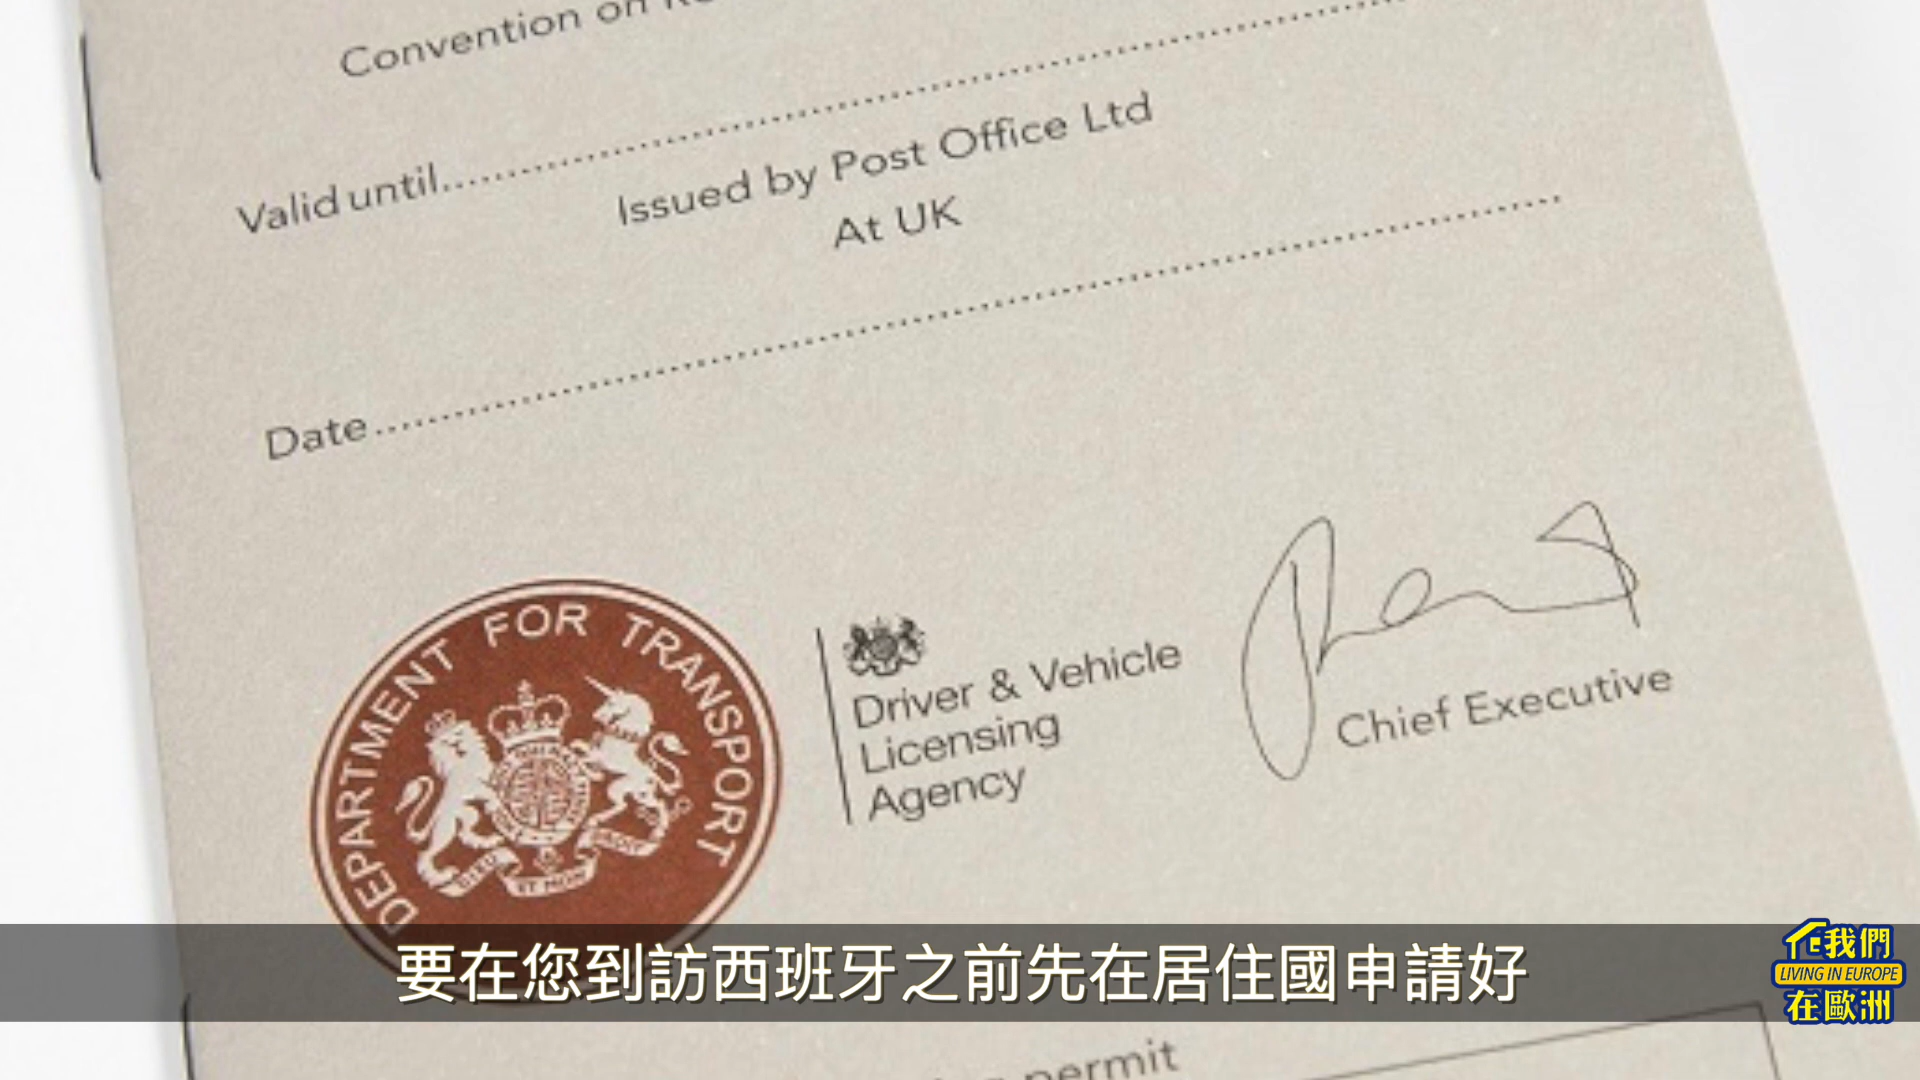 Convention on
Valid until
Issued by Post Office Ltd
At UK
Date
DEPARTMENT FOR TRANSPORT
Driver & Vehicle
Licensing
Agency
Chief Executive
要在您到訪西班牙之前先在居住國申請好
我們
LIVING IN EUROPE
在歐洲
permit